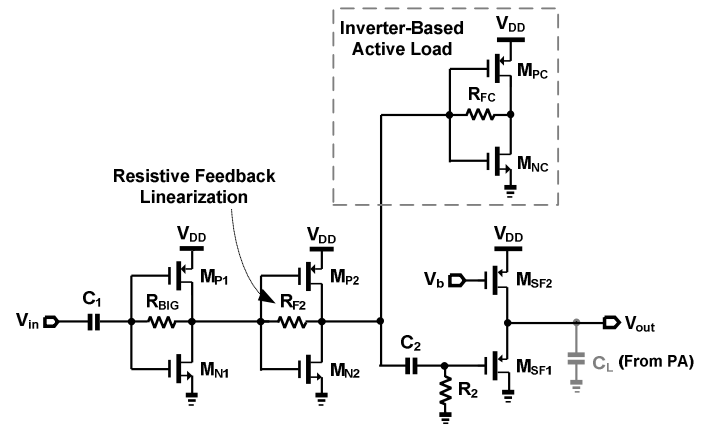 Inverter-Based
Active Load
VDD
MPC
RFC
MNC
Resistive Feedback
Linearization
VDD
VDD
VDD
MP1
MP2
Vb
MSF2
Vin
C1
RBIG
RF2
Vout
MN1
MN2
C2
R2
MSF1
CL (From PA)